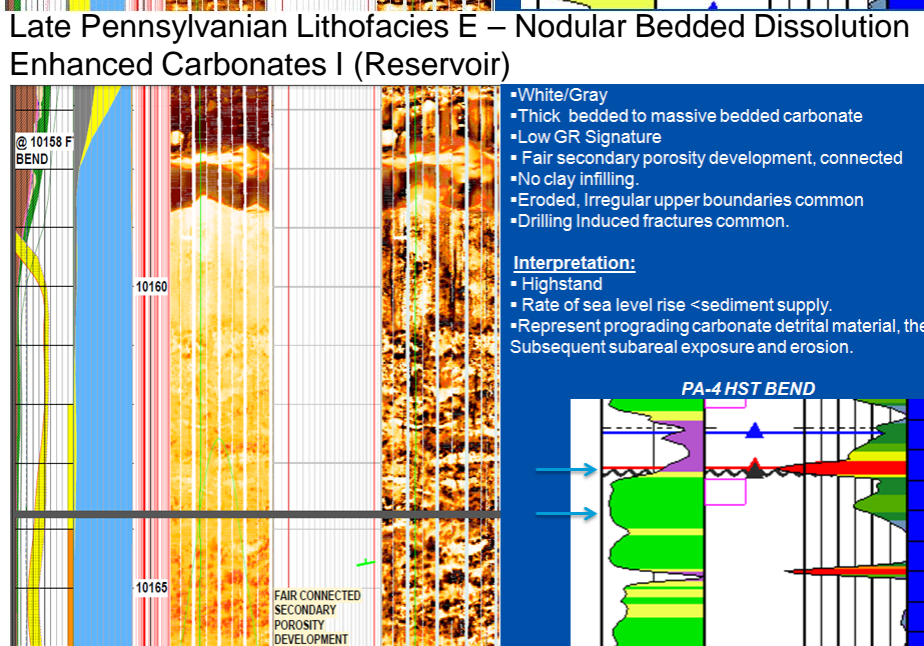 Late Pennsylvanian Lithofacies E – Nodular Bedded Dissolution
Enhanced Carbonates I (Reservoir)
@ 10158 F
BEND
10160
10165
FAIR CONNECTED
SECONDARY
POROSITY
DEVELOPMENT
▪White/Gray
▪Thick bedded to massive bedded carbonate
▪Low GR Signature
▪ Fair secondary porosity development, connected
▪No clay infilling.
▪Eroded, Irregular upper boundaries common
▪Drilling Induced fractures common.
Interpretation:
▪ Highstand
▪ Rate of sea level rise <sediment supply.
▪Represent prograding carbonate detrital material, the
Subsequent subareal exposure and erosion.
PA-4 HST BEND